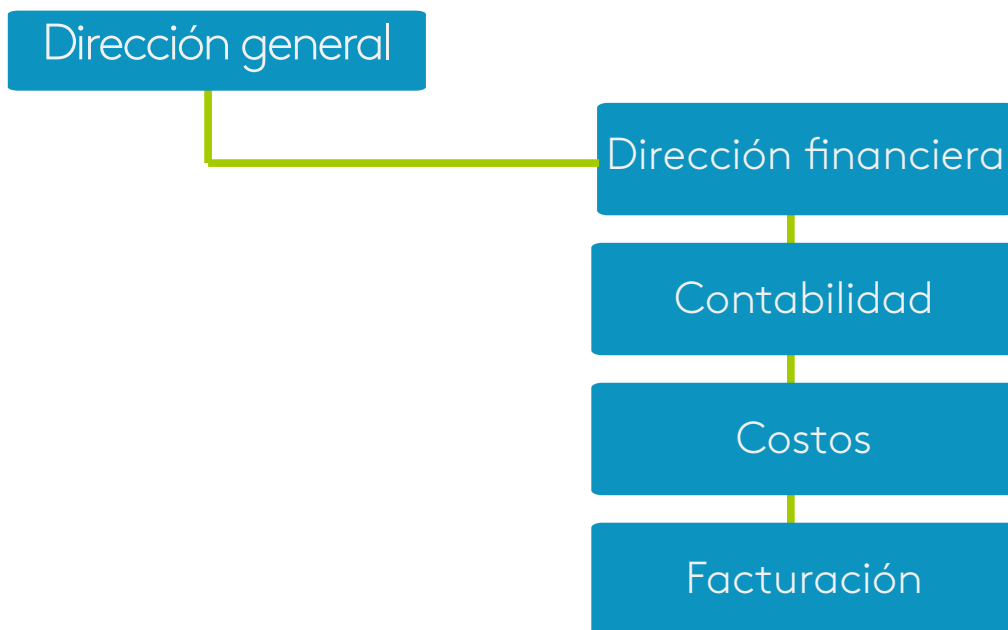 Dirección general
Dirección financiera
Contabilidad
Costos
Facturación